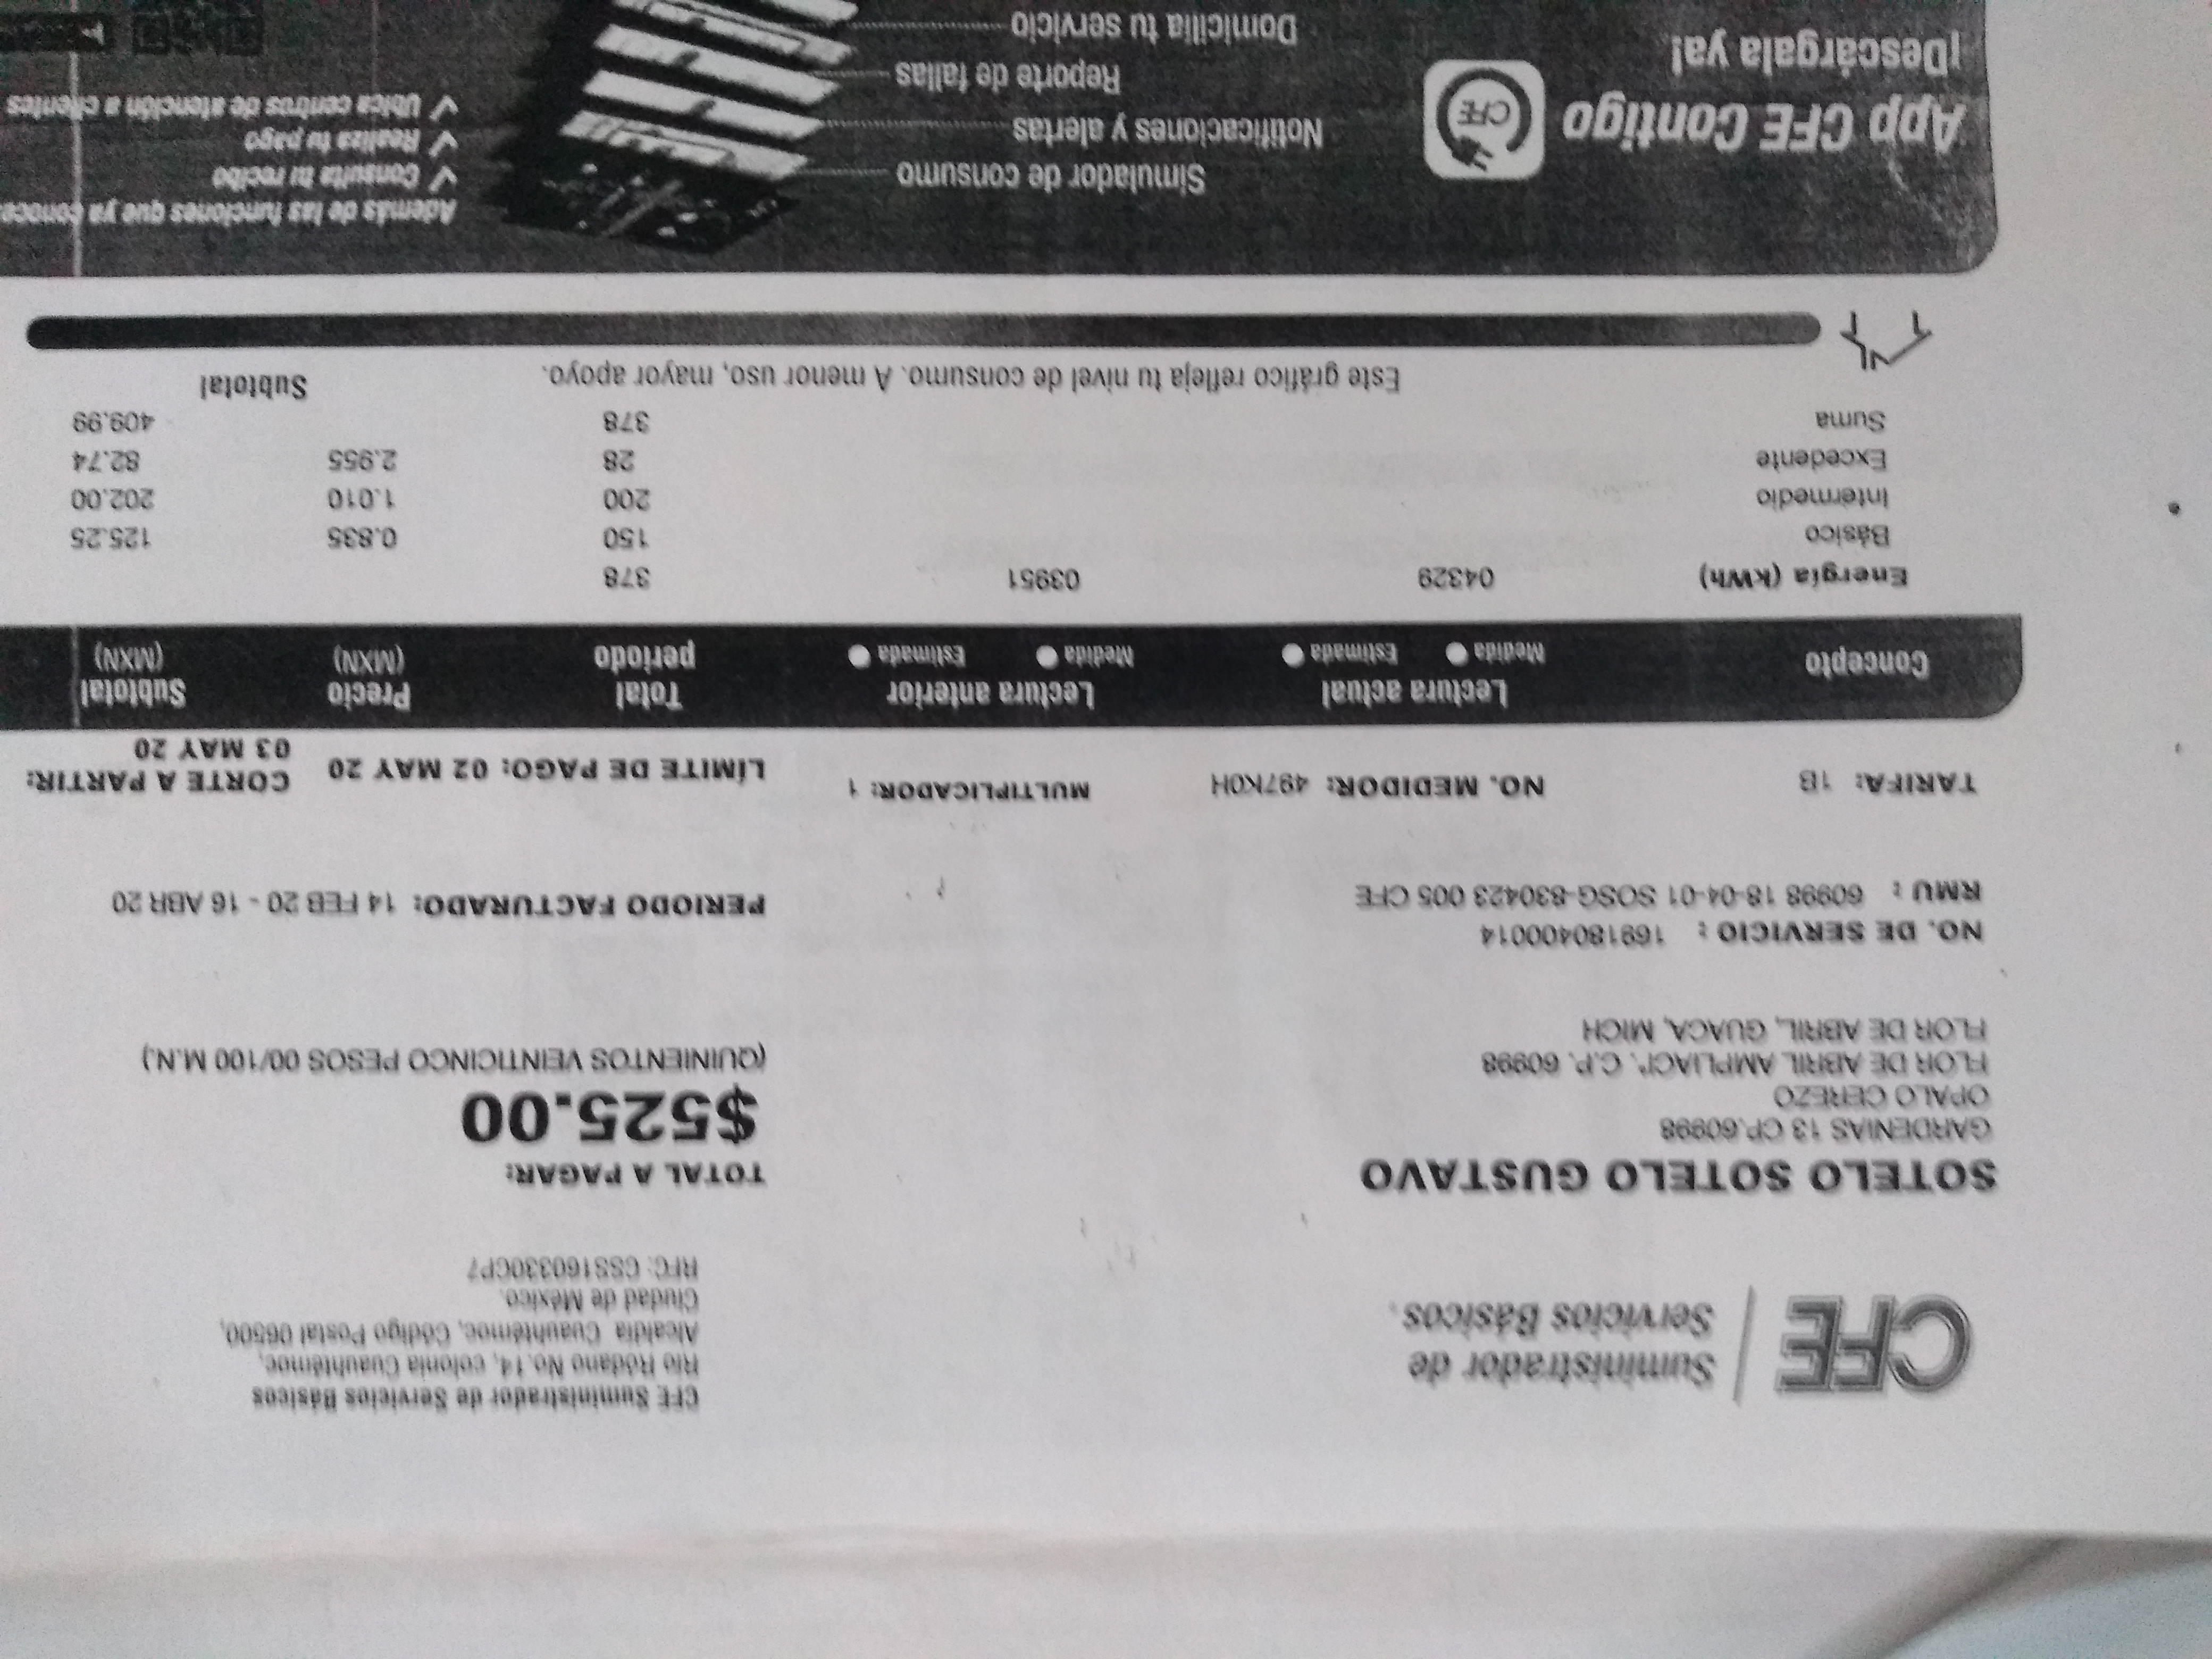 CFE Suministrador de
Servicios Básicos.
CFE Suministrador de Servicios Básicos
Río Ródano No.14, colonia Cuauhtémoc,
Alcaldía Cuauhtémoc, Código Postal 06500,
Ciudad de México.
RFC: CSS160330CP7
SOTELO SOTELO GUSTAVO
GARDENIAS 13 CP.60998
OPALO CEREZO
FLOR DE ABRIL AMPLIACI*. C.P. 60998
FLOR DE ABRIL, GUACA, MICH
TOTAL A PAGAR:
$525.00
(QUINIENTOS VEINTICINCO PESOS 00/100 M.N.)
NO. DE SERVICIO : 169180400014
RMU : 60998 18-04-01 SOSG-830423 005 CFE
PERIODO FACTURADO: 14 FEB 20 - 16 ABR 20
TARIFA: 1B NO. MEDIDOR: 497K0H MULTIPLICADOR: 1
LÍMITE DE PAGO: 02 MAY 20 CORTE A PARTIR:
03 MAY 20
Concepto Lectura actual Lectura anterior Total periodo Precio (MXN) Subtotal (MXN)
Medida Estimada Medida Estimada
Energía (kWh) 04329 03951 378
Básico 150 0.835 125.25
Intermedio 200 1.010 202.00
Excedente 28 2.955 82.74
Suma 378 409.99
Este gráfico refleja tu nivel de consumo. A menor uso, mayor apoyo. Subtotal
App CFE Contigo
¡Descárgala ya!
CFE
Simulador de consumo
Notificaciones y alertas
Reporte de fallas
Domicilia tu servicio
Además de las funciones que ya conoce
Consulta tu recibo
Realiza tu pago
Ubica centros de atención a clientes